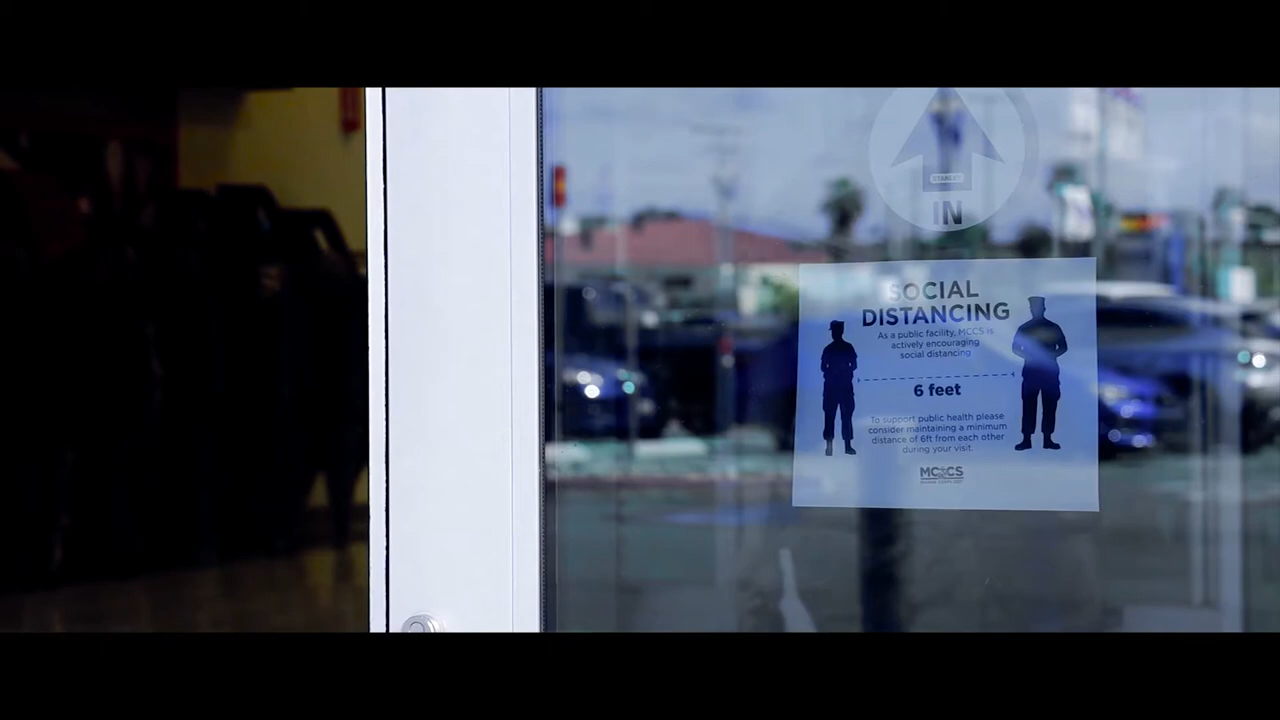 STANLEY
IN
SOCIAL
DISTANCING
As a public facility, MCCS is
actively encouraging
social distancing
6 feet
To support public health please
consider maintaining a minimum
distance of 6ft from each other
during your visit.
MCCS